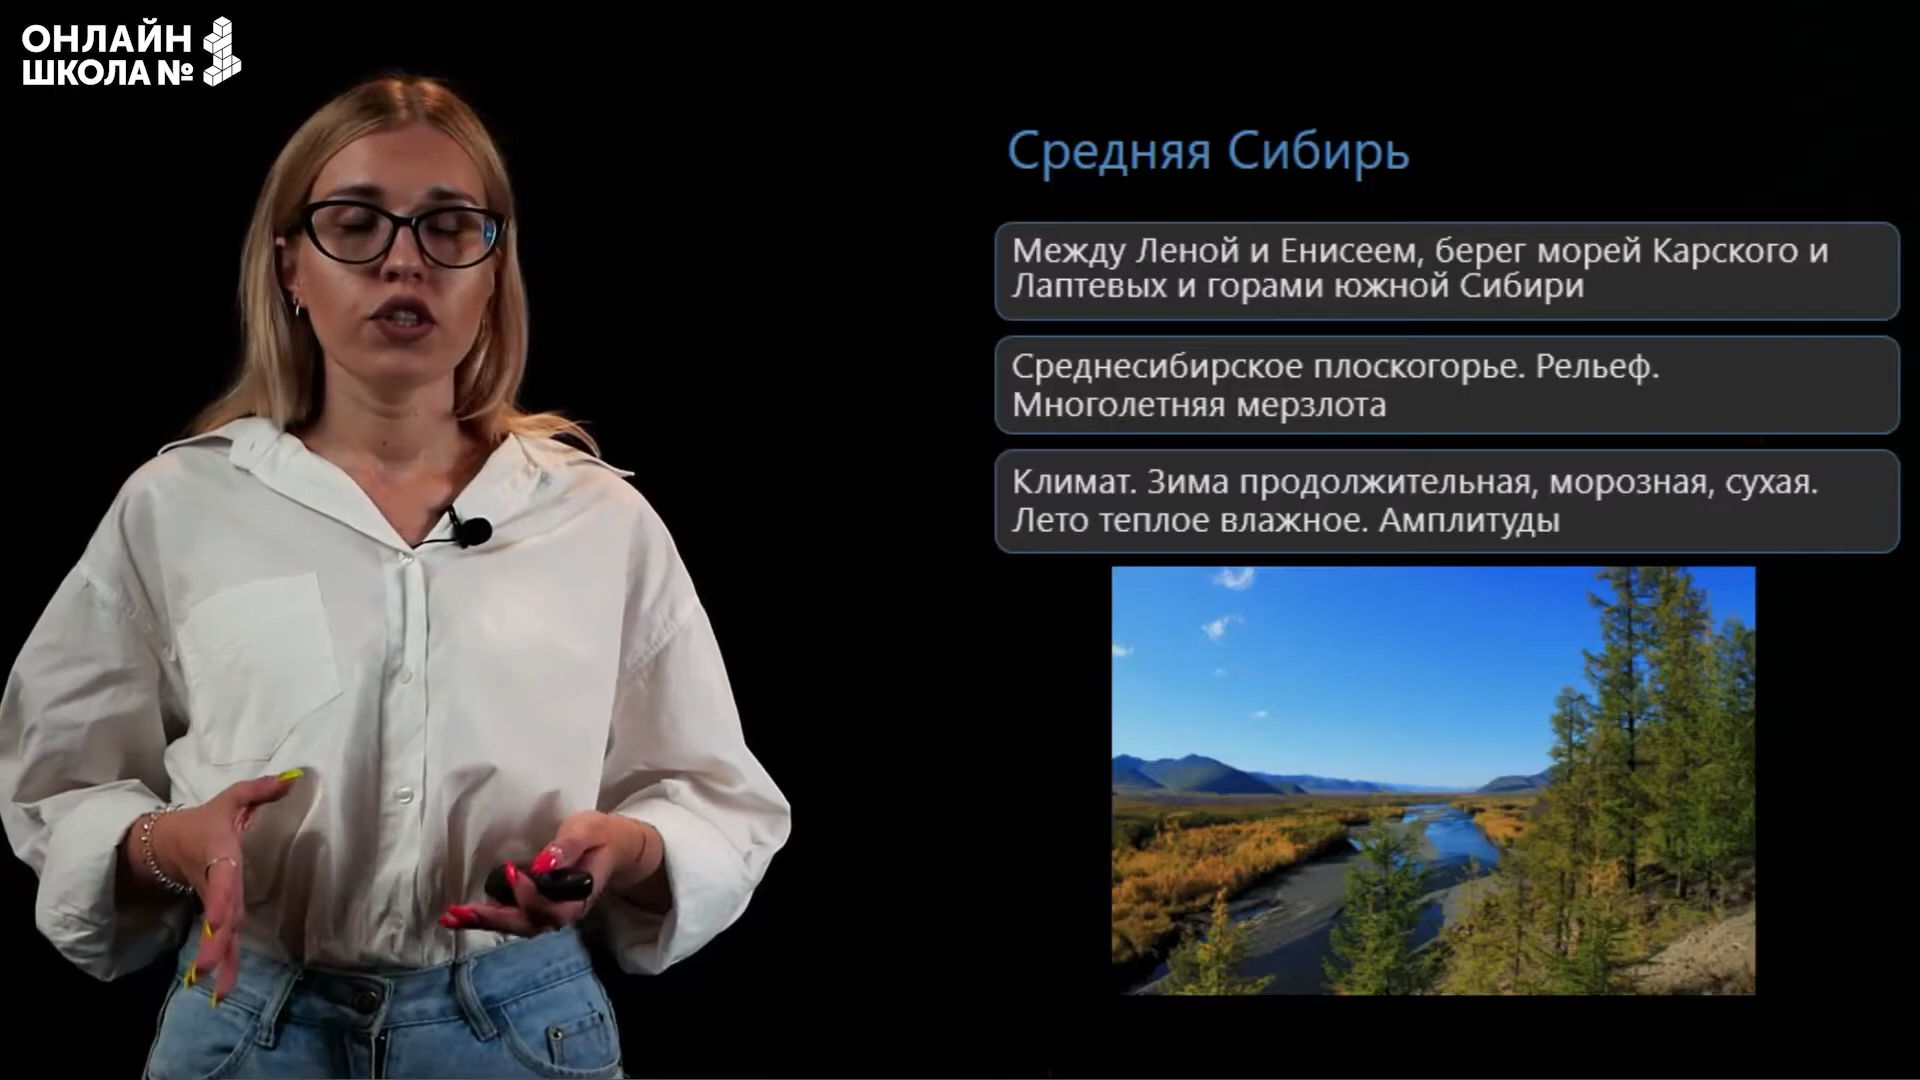 ОНЛАЙН
ШКОЛА №
Средняя Сибирь
Между Леной и Енисеем, берег морей Карского и
Лаптевых и горами южной Сибири
Среднесибирское плоскогорье. Рельеф.
Многолетняя мерзлота
Климат. Зима продолжительная, морозная, сухая.
Лето теплое влажное. Амплитуды